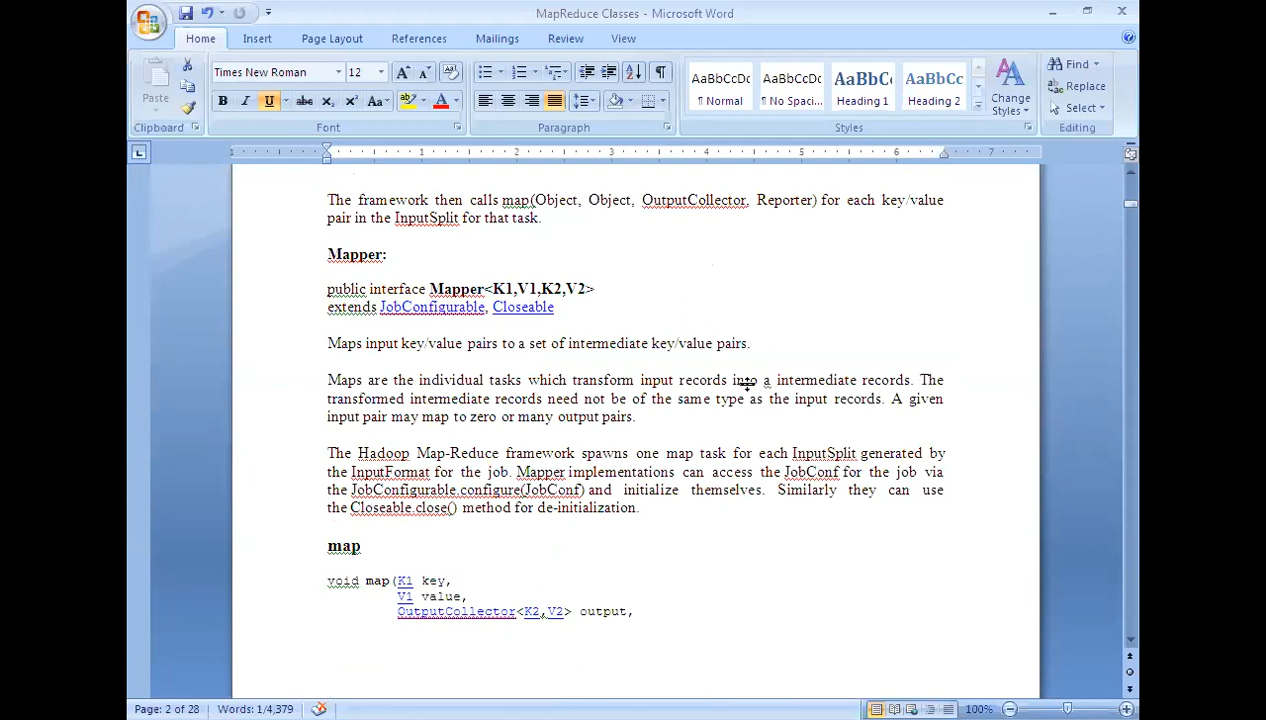 MapReduce Classes - Microsoft Word
Home Insert Page Layout References Mailings Review View
Paste
Clipboard
Times New Roman 12
Font
Paragraph
AaBbCcDc AaBbCcDc AaBbC AaBbCc
¶ Normal ¶ No Spaci... Heading 1 Heading 2
Change
Styles
Styles
Find
Replace
Select
Editing
1 1 2 3 4 5 6 7
The framework then calls map(Object, Object, OutputCollector, Reporter) for each key/value
pair in the InputSplit for that task.
Mapper:
public interface Mapper<K1,V1,K2,V2>
extends JobConfigurable, Closeable
Maps input key/value pairs to a set of intermediate key/value pairs.
Maps are the individual tasks which transform input records into a intermediate records. The
transformed intermediate records need not be of the same type as the input records. A given
input pair may map to zero or many output pairs.
The Hadoop Map-Reduce framework spawns one map task for each InputSplit generated by
the InputFormat for the job. Mapper implementations can access the JobConf for the job via
the JobConfigurable.configure(JobConf) and initialize themselves. Similarly they can use
the Closeable.close() method for de-initialization.
map
void map(K1 key,
V1 value,
OutputCollector<K2,V2> output,
Page: 2 of 28 Words: 1/4,379 100%